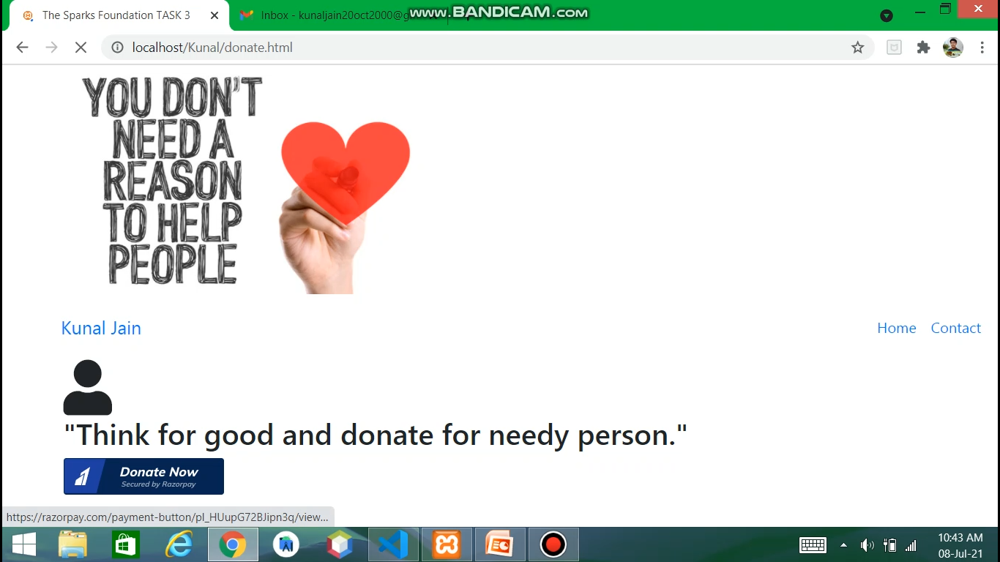 The Sparks Foundation TASK 3
Inbox - kunaljain20oct2000@g
www.BANDICAM.com
localhost/Kunal/donate.html
YOU DON'T
NEED A
REASON
TO HELP
PEOPLE
Kunal Jain
Home
Contact
"Think for good and donate for needy person."
Donate Now
Secured by Razorpay
https://razorpay.com/payment-button/pl_HUupG72BJipn3q/view...
10:43 AM
08-Jul-21